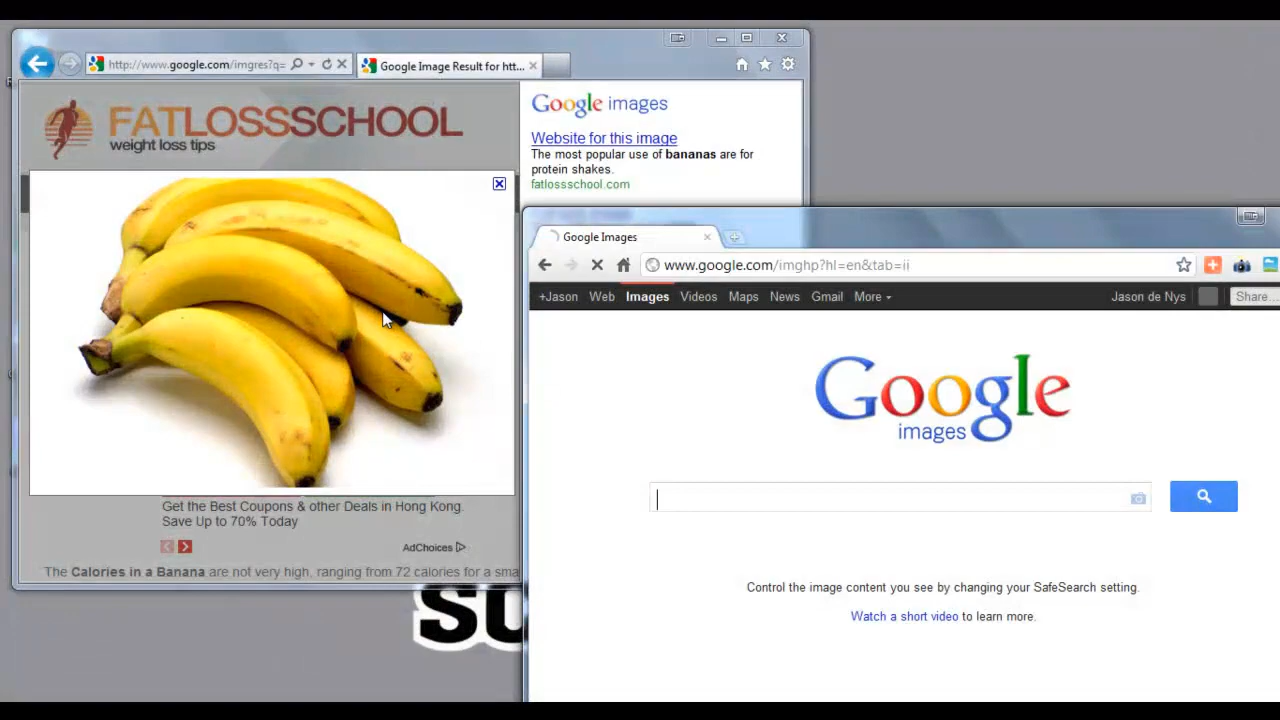 http://www.google.com/imgres?q=
Google Image Result for htt...
FATLOSSSCHOOL
weight loss tips
Google images
Website for this image
The most popular use of bananas are for
protein shakes.
fatlossschool.com
Get the Best Coupons & other Deals in Hong Kong.
Save Up to 70% Today
AdChoices
The Calories in a Banana are not very high, ranging from 72 calories for a sma
Google Images
www.google.com/imghp?hl=en&tab=ii
+Jason Web Images Videos Maps News Gmail More
Jason de Nys
Share...
Google
images
Control the image content you see by changing your SafeSearch setting.
Watch a short video to learn more.